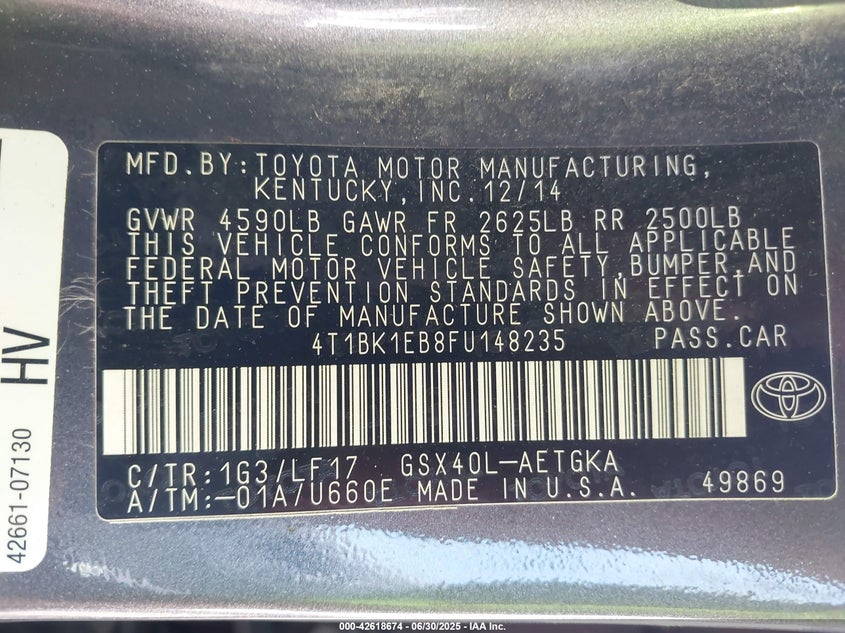 MFD.BY:TOYOTA MOTOR MANUFACTURING,
KENTUCKY,INC.12/14
GVWR 4590LB GAWR FR 2625LB RR 2500LB
THIS VEHICLE CONFORMS TO ALL APPLICABLE
FEDERAL MOTOR VEHICLE SAFETY,BUMPER,AND
THEFT PREVENTION STANDARDS IN EFFECT ON
THE DATE OF MANUFACTURE SHOWN ABOVE.
4T1BK1EB8FU148235 PASS.CAR
C/TR:1G3/LF17 GSX40L-AETGKA
A/TM:-01A/U660E MADE IN U.S.A. 49869
42661-07130 HV
000-42618674 - 06/30/2025 - IAA Inc.